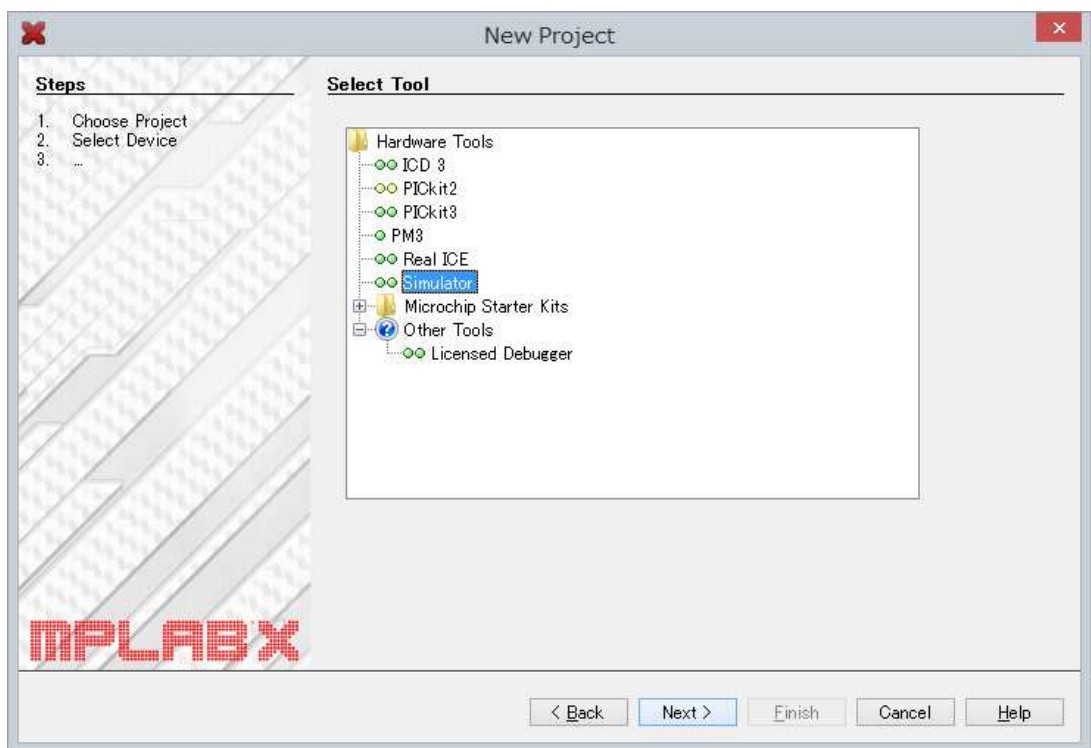 New Project
Steps
1. Choose Project
2. Select Device
3. ...
Select Tool
Hardware Tools
ICD 3
PICkit2
PICkit3
PM3
Real ICE
Simulator
Microchip Starter Kits
Other Tools
Licensed Debugger
MPLAB X
< Back
Next >
Finish
Cancel
Help